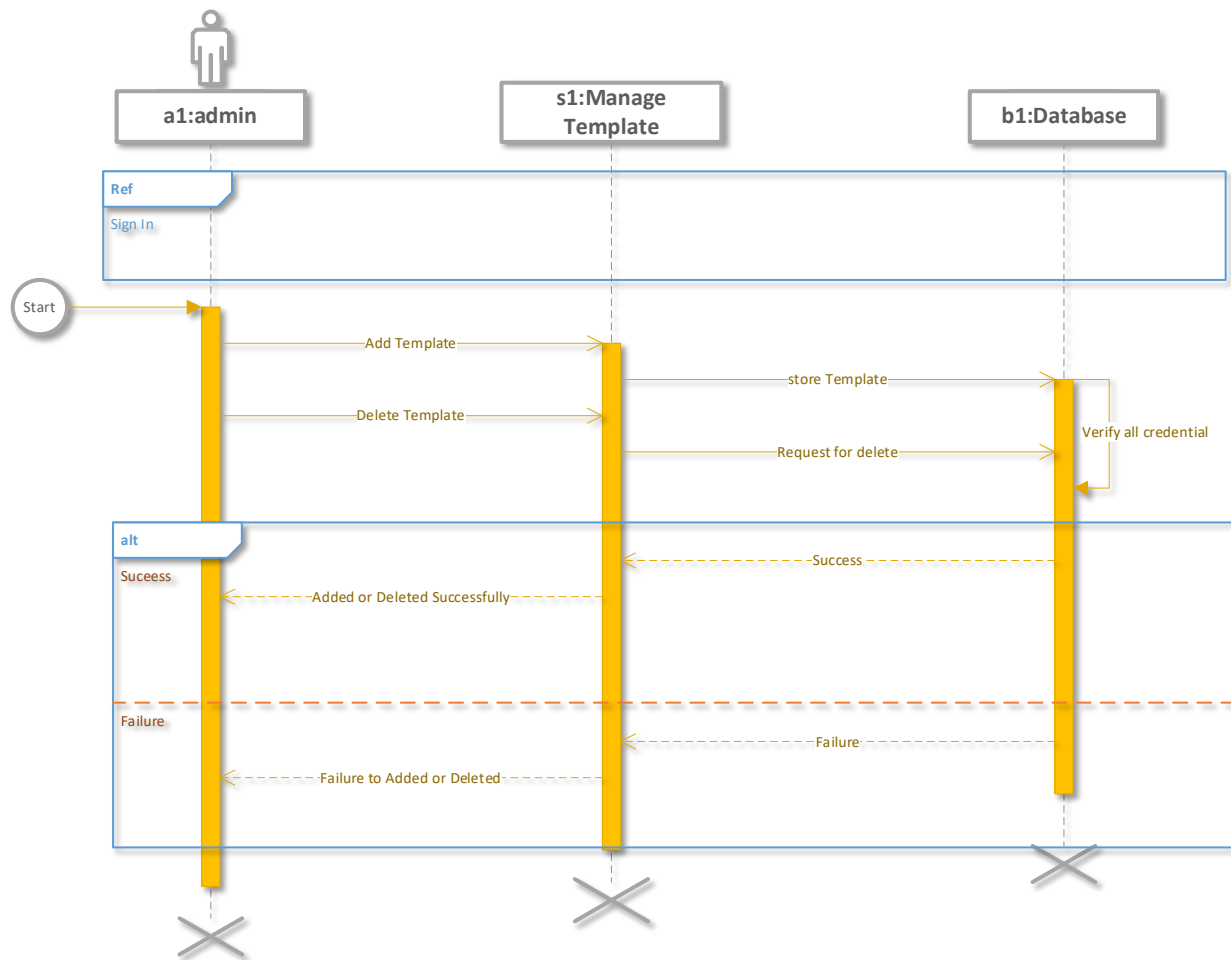 a1:admin
s1:Manage
Template
b1:Database
Ref
Sign In
Start
Add Template
store Template
Delete Template
Verify all credential
Request for delete
alt
Suceess
Success
Added or Deleted Successfully
Failure
Failure
Failure to Added or Deleted